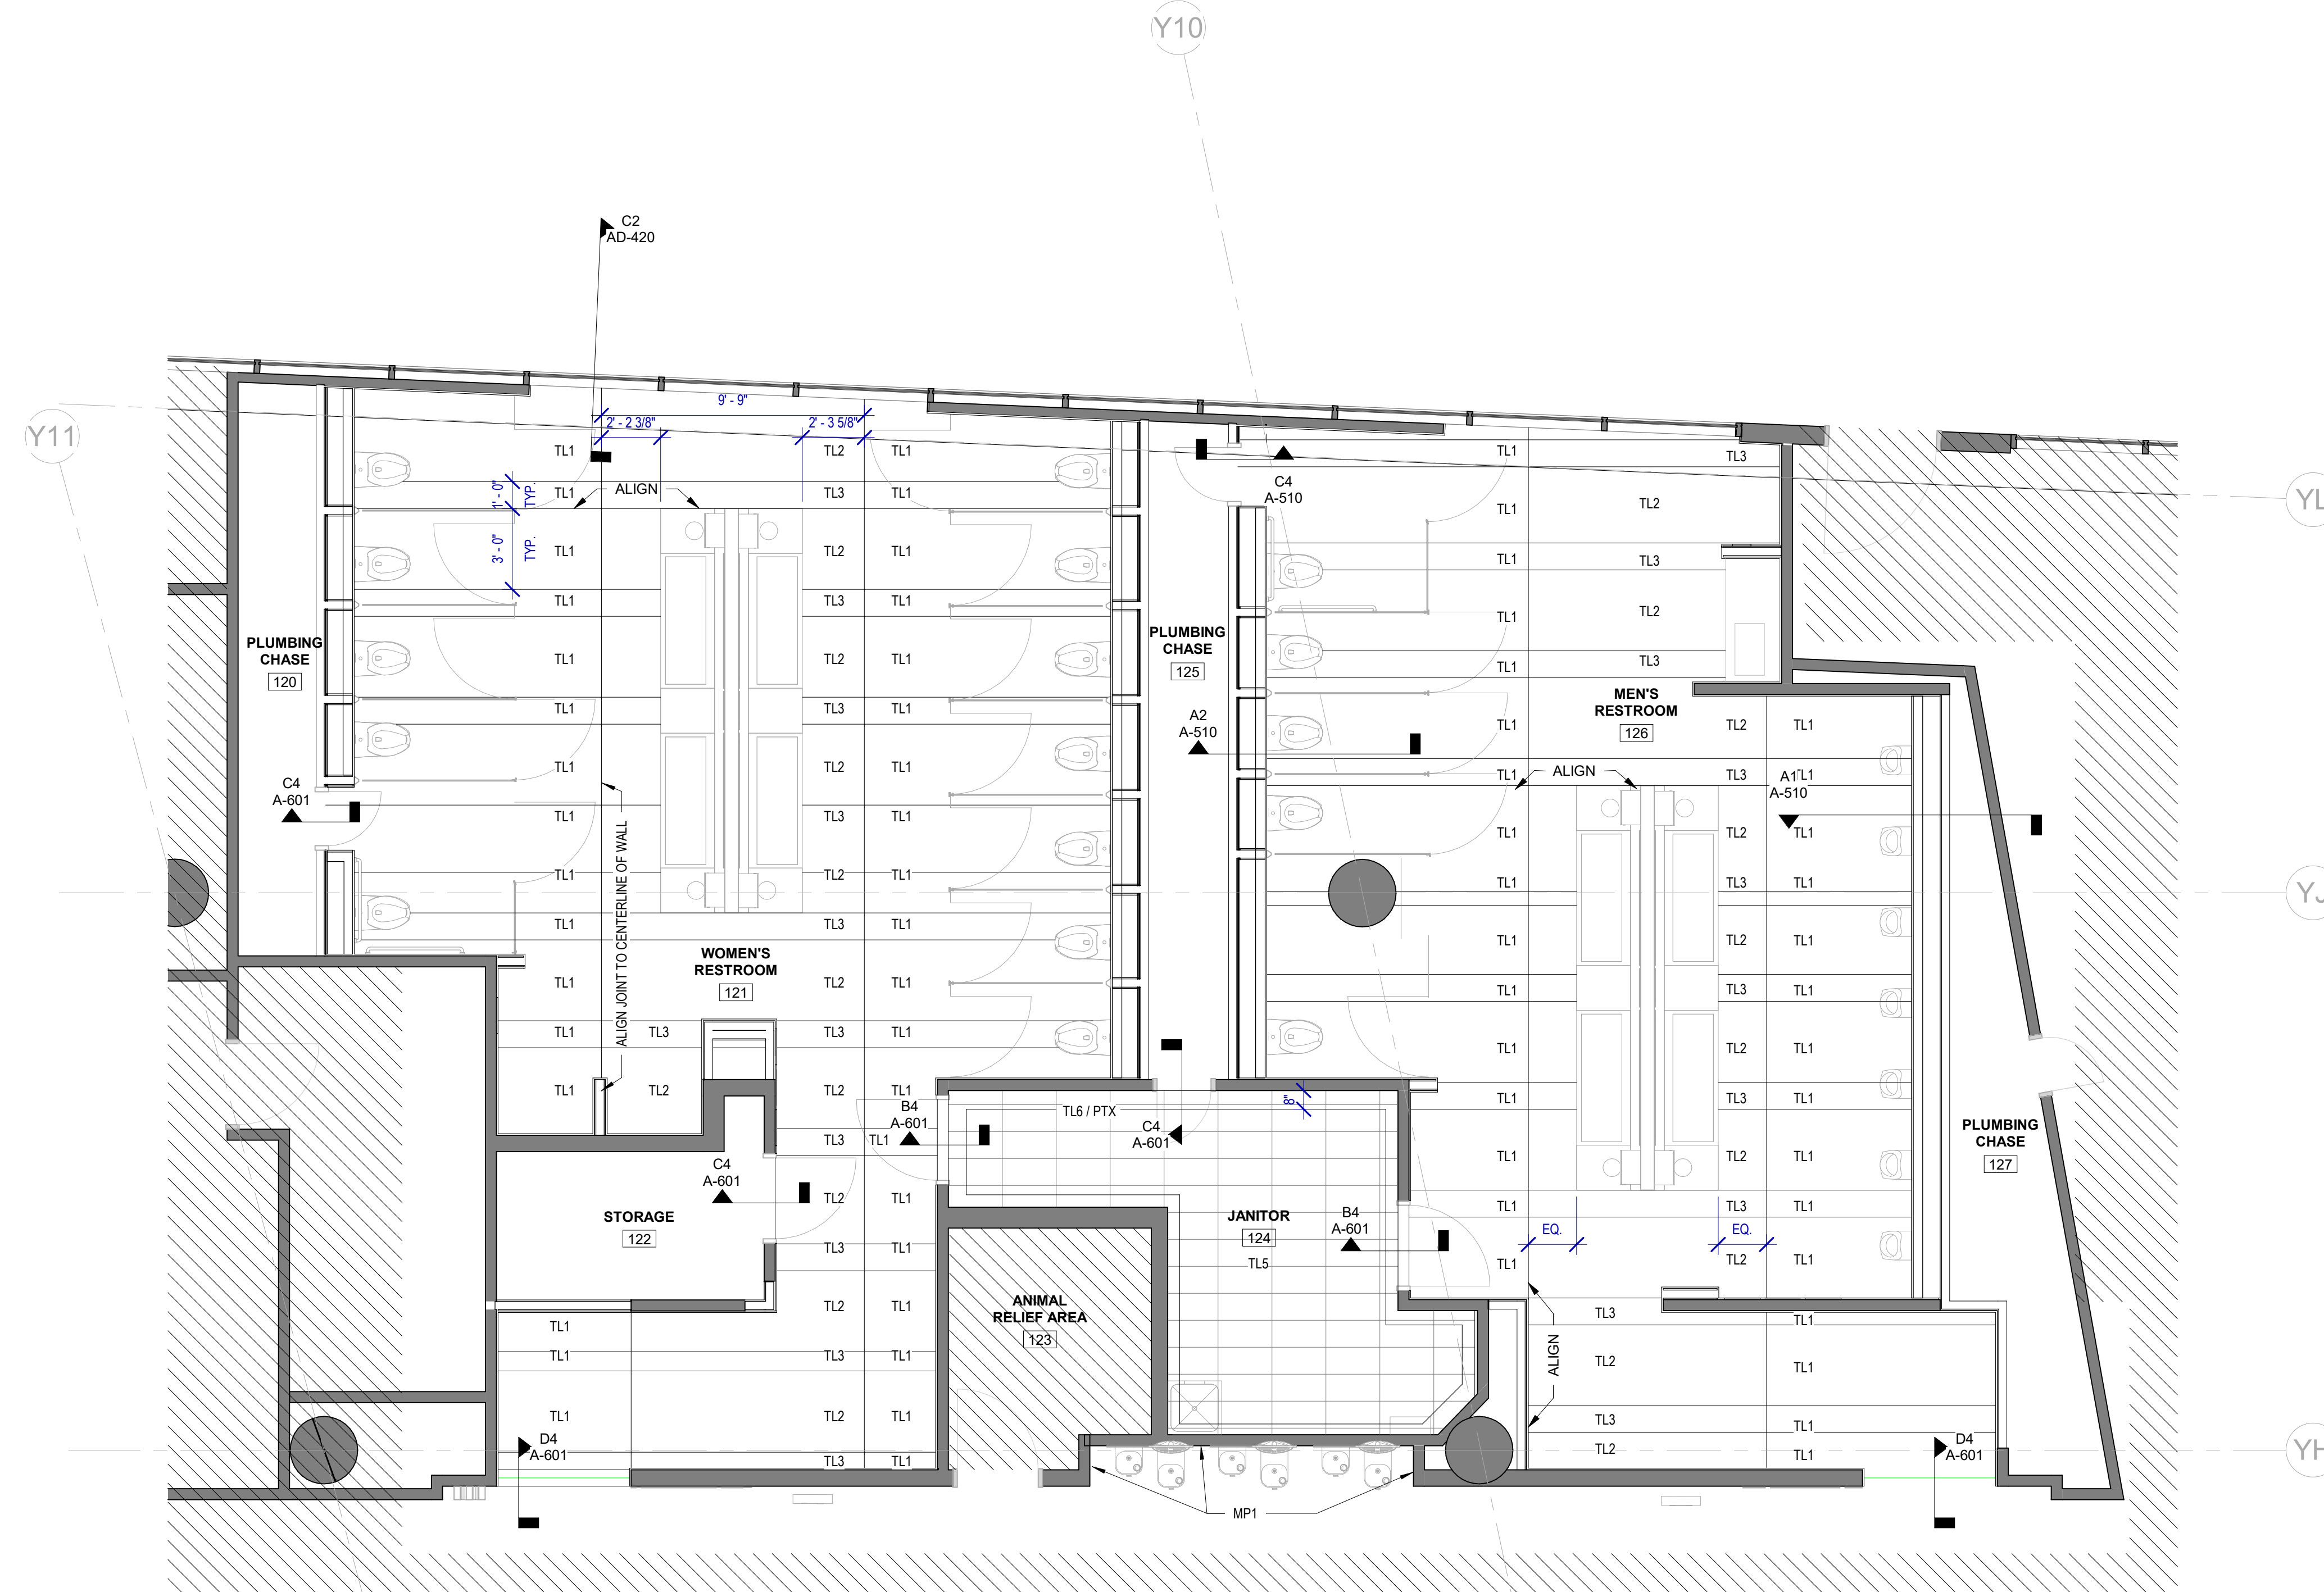 Y10
C2
AD-420
Y11
9' - 9"
2' - 2 3/8"
2' - 3 5/8"
TL1
TL2
TL1
TL1
TL3
YL
1' - 0"
TYP.
TL1
ALIGN
TL3
TL1
C4
A-510
TL1
TL2
3' - 0"
TYP.
TL1
TL2
TL1
TL1
TL3
TL1
TL3
TL1
TL1
TL2
PLUMBING
CHASE
120
TL1
TL2
TL1
PLUMBING
CHASE
125
TL1
TL3
TL1
TL3
TL1
MEN'S
RESTROOM
126
A2
A-510
TL1
TL2
TL1
TL1
TL2
TL1
TL1
ALIGN
TL3
TL1
A1
A-510
C4
A-601
TL1
TL3
TL1
TL1
TL2
TL1
ALIGN JOINT TO CENTERLINE OF WALL
TL1
TL2
TL1
TL1
TL3
TL1
YJ
TL1
TL3
TL1
TL1
TL2
TL1
WOMEN'S
RESTROOM
121
TL1
TL2
TL1
TL1
TL3
TL1
TL1
TL3
TL3
TL1
TL1
TL2
TL1
TL1
TL2
TL2
TL1
8"
TL1
TL3
TL1
B4
A-601
TL6 / PTX
C4
A-601
TL3
TL1
PLUMBING
CHASE
127
C4
A-601
TL1
TL2
TL1
TL2
TL1
TL1
TL3
TL1
STORAGE
122
JANITOR
124
B4
A-601
EQ.
EQ.
TL3
TL1
TL5
TL1
TL2
TL1
ANIMAL
RELIEF AREA
123
TL1
TL2
TL1
TL3
TL1
TL1
TL3
TL1
ALIGN
TL2
TL1
TL1
TL2
TL1
TL3
TL1
D4
A-601
TL3
TL1
TL2
TL1
D4
A-601
YH
MP1